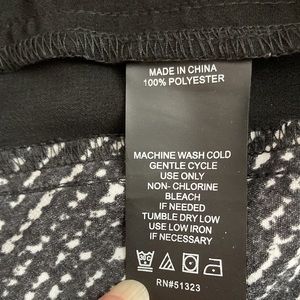 MADE IN CHINA
100% POLYESTER
MACHINE WASH COLD
GENTLE CYCLE
USE ONLY
NON- CHLORINE
BLEACH
IF NEEDED
TUMBLE DRY LOW
USE LOW IRON
IF NECESSARY
RN#51323